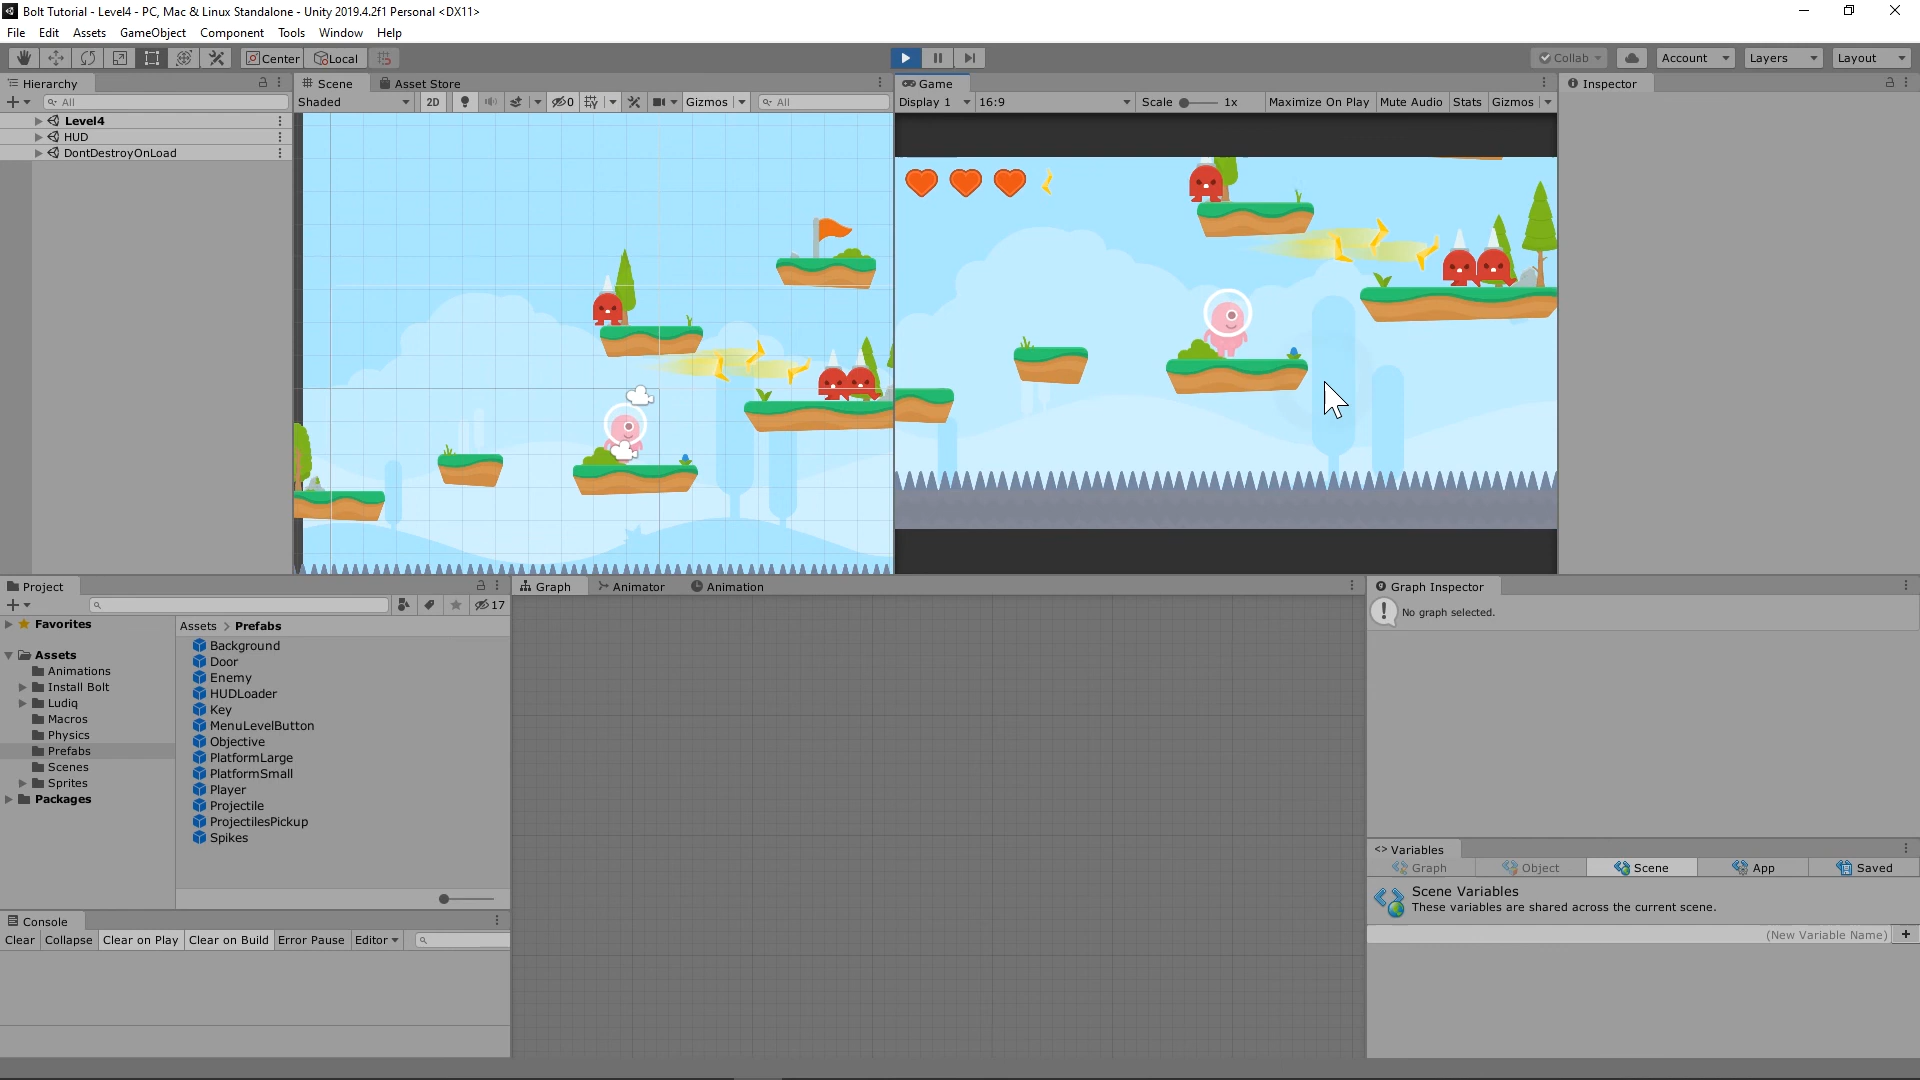 Bolt Tutorial - Level4 - PC, Mac & Linux Standalone - Unity 2019.4.2f1 Personal <DX11>
File Edit Assets GameObject Component Tools Window Help
Center Local Collab Account Layers Layout
Hierarchy
All
Level4
HUD
DontDestroyOnLoad
Scene Asset Store
Shaded 2D 0 Gizmos All
Game
Display 1 16:9 Scale 1x Maximize On Play Mute Audio Stats Gizmos
Inspector
Project
17
Favorites
Assets
Animations
Install Bolt
Ludiq
Macros
Physics
Prefabs
Scenes
Sprites
Packages
Assets > Prefabs
Background
Door
Enemy
HUDLoader
Key
MenuLevelButton
Objective
PlatformLarge
PlatformSmall
Player
Projectile
ProjectilesPickup
Spikes
Console
Clear Collapse Clear on Play Clear on Build Error Pause Editor
Graph Animator Animation
Graph Inspector
No graph selected.
<> Variables
Graph Object Scene App Saved
Scene Variables
These variables are shared across the current scene.
(New Variable Name) +